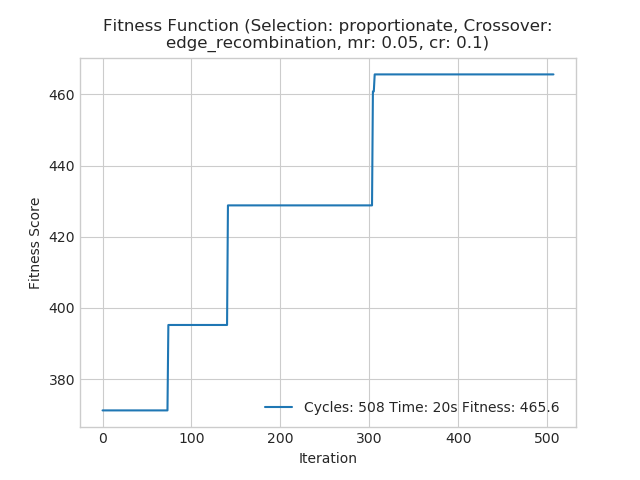 Fitness Function (Selection: proportionate, Crossover:
edge_recombination, mr: 0.05, cr: 0.1)
Fitness Score
460
440
420
400
380
Cycles: 508 Time: 20s Fitness: 465.6
0 100 200 300 400 500
Iteration